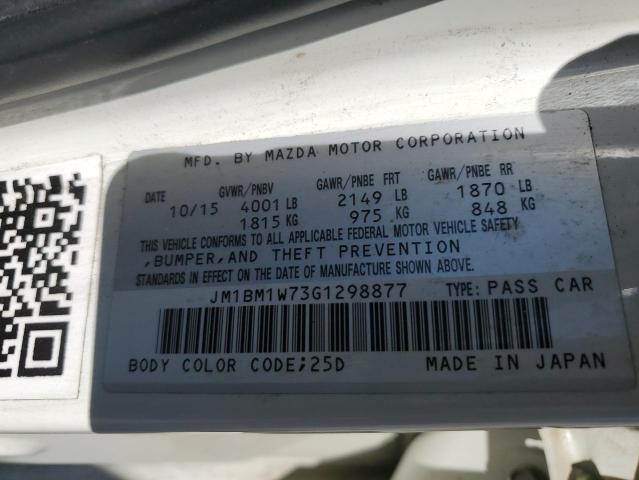 MFD. BY MAZDA MOTOR CORPORATION
DATE GVWR/PNBV GAWR/PNBE FRT GAWR/PNBE RR
10/15 4001 LB 2149 LB 1870 LB
1815 KG 975 KG 848 KG
THIS VEHICLE CONFORMS TO ALL APPLICABLE FEDERAL MOTOR VEHICLE SAFETY
,BUMPER,AND THEFT PREVENTION
STANDARDS IN EFFECT ON THE DATE OF MANUFACTURE SHOWN ABOVE.
JM1BM1W73G1298877 TYPE: PASS CAR
BODY COLOR CODE;25D MADE IN JAPAN